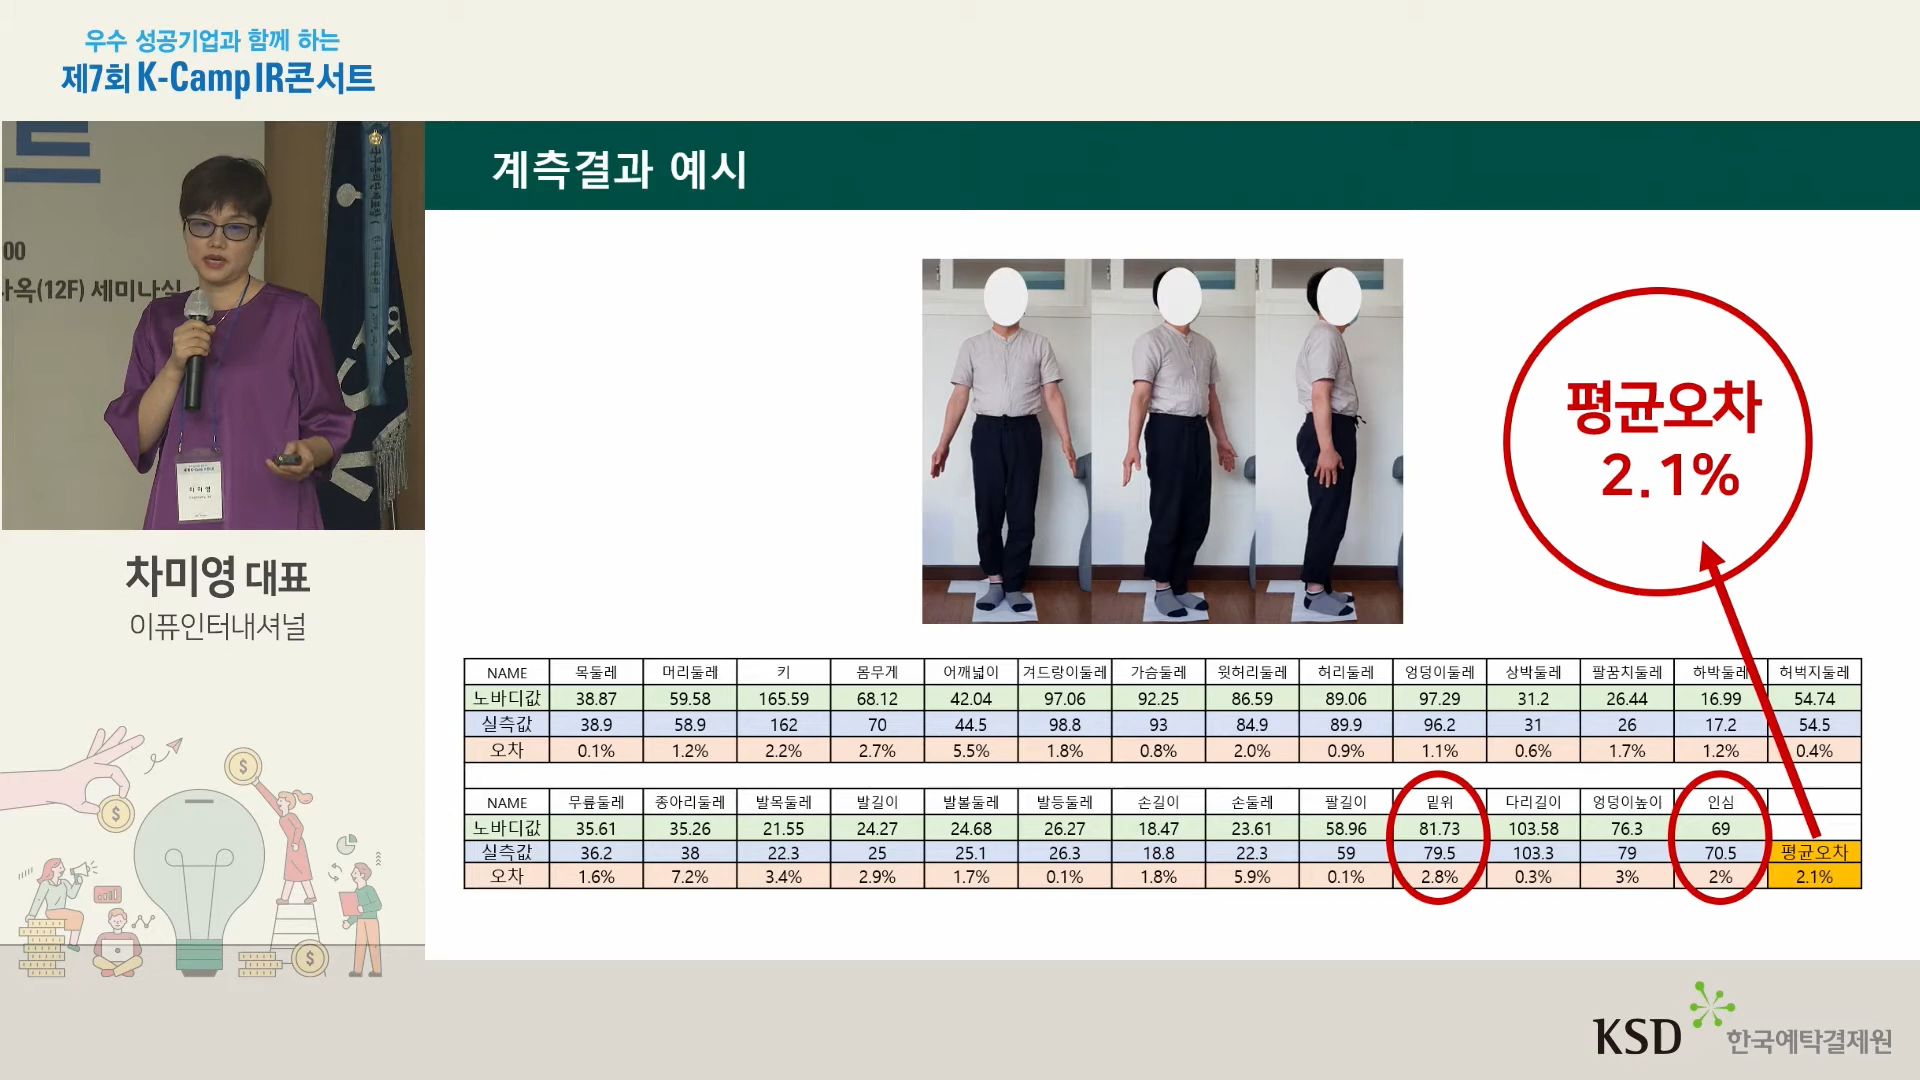 우수 성공기업과 함께 하는
제7회 K-Camp IR콘서트
00
사옥(12F) 세미나실
차미영
차미영 대표
이퓨인터내셔널
계측결과 예시
평균오차
2.1%
NAME 목둘레 머리둘레 키 몸무게 어깨넓이 겨드랑이둘레 가슴둘레 윗허리둘레 허리둘레 엉덩이둘레 상박둘레 팔꿈치둘레 하박둘레 허벅지둘레
노바디값 38.87 59.58 165.59 68.12 42.04 97.06 92.25 86.59 89.06 97.29 31.2 26.44 16.99 54.74
실측값 38.9 58.9 162 70 44.5 98.8 93 84.9 89.9 96.2 31 26 17.2 54.5
오차 0.1% 1.2% 2.2% 2.7% 5.5% 1.8% 0.8% 2.0% 0.9% 1.1% 0.6% 1.7% 1.2% 0.4%
NAME 무릎둘레 종아리둘레 발목둘레 발길이 발볼둘레 발등둘레 손길이 손둘레 팔길이 밑위 다리길이 엉덩이높이 인심
노바디값 35.61 35.26 21.55 24.27 24.68 26.27 18.47 23.61 58.96 81.73 103.58 76.3 69
실측값 36.2 38 22.3 25 25.1 26.3 18.8 22.3 59 79.5 103.3 79 70.5 평균오차
오차 1.6% 7.2% 3.4% 2.9% 1.7% 0.1% 1.8% 5.9% 0.1% 2.8% 0.3% 3% 2% 2.1%
KSD 한국예탁결제원